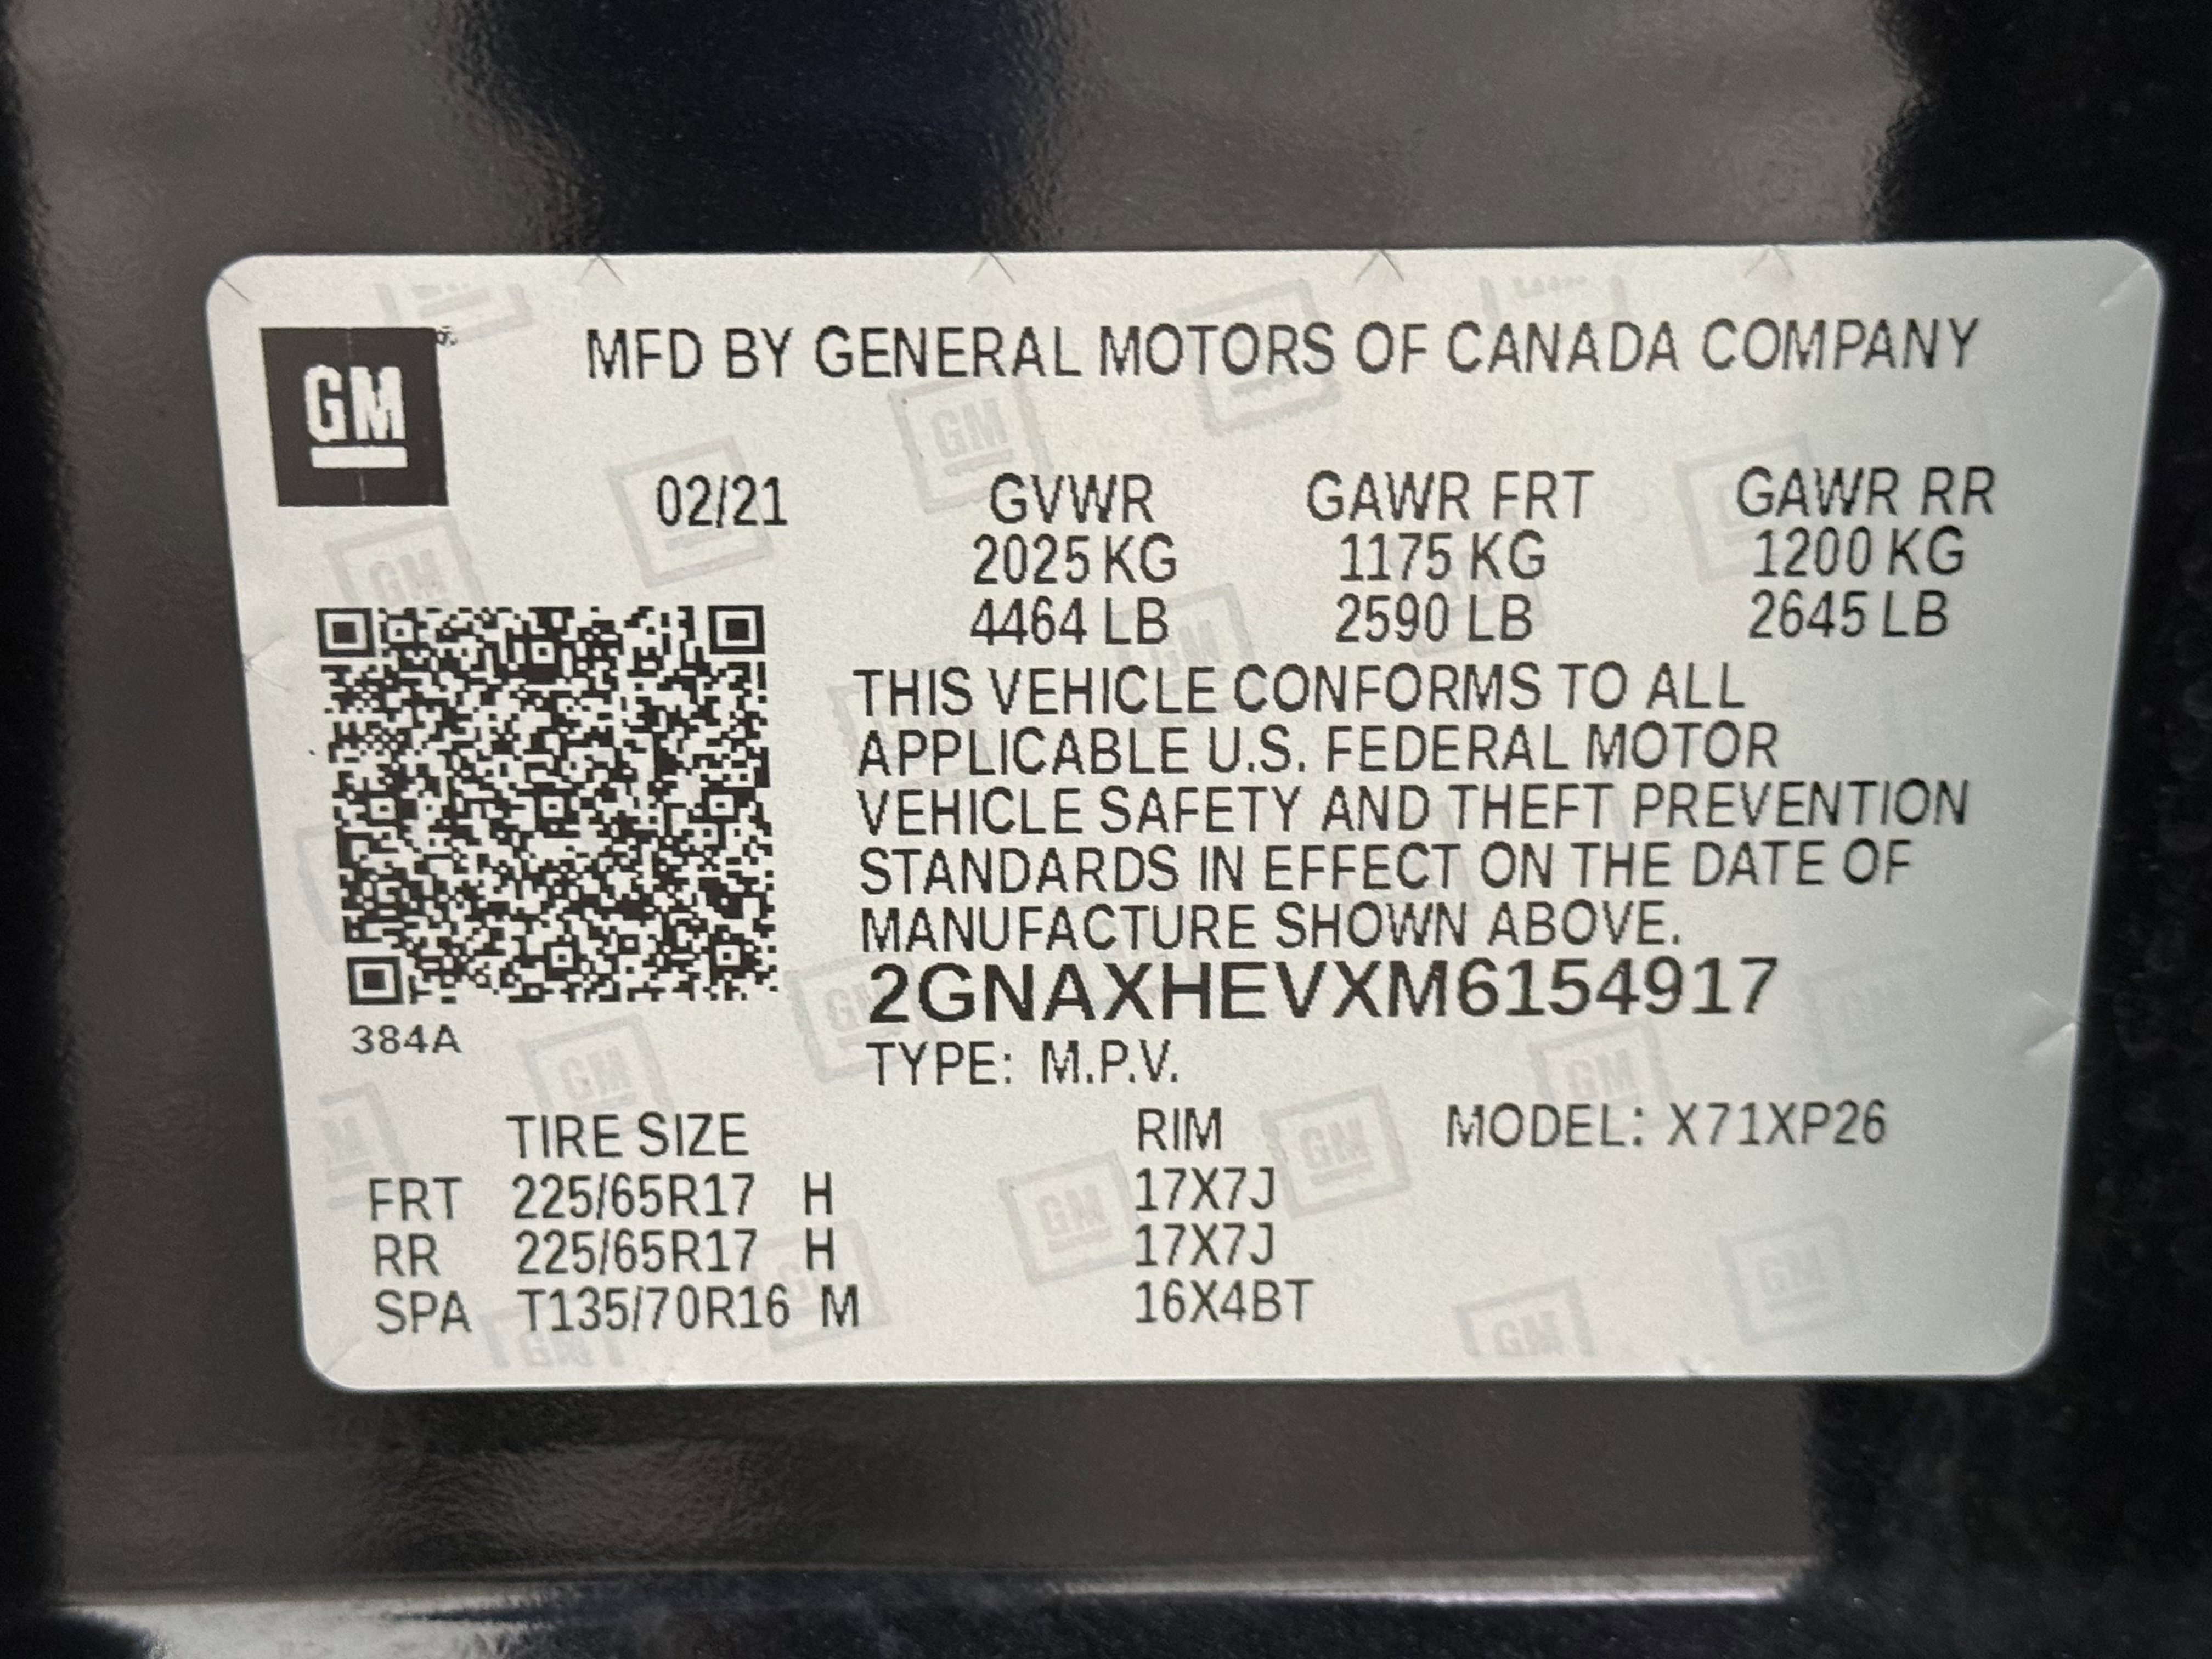 GM
MFD BY GENERAL MOTORS OF CANADA COMPANY
02/21 GVWR GAWR FRT GAWR RR
2025 KG 1175 KG 1200 KG
4464 LB 2590 LB 2645 LB
THIS VEHICLE CONFORMS TO ALL
APPLICABLE U.S. FEDERAL MOTOR
VEHICLE SAFETY AND THEFT PREVENTION
STANDARDS IN EFFECT ON THE DATE OF
MANUFACTURE SHOWN ABOVE.
2GNAXHEVXM6154917
384A
TYPE: M.P.V.
TIRE SIZE RIM MODEL: X71XP26
FRT 225/65R17 H 17X7J
RR 225/65R17 H 17X7J
SPA T135/70R16 M 16X4BT